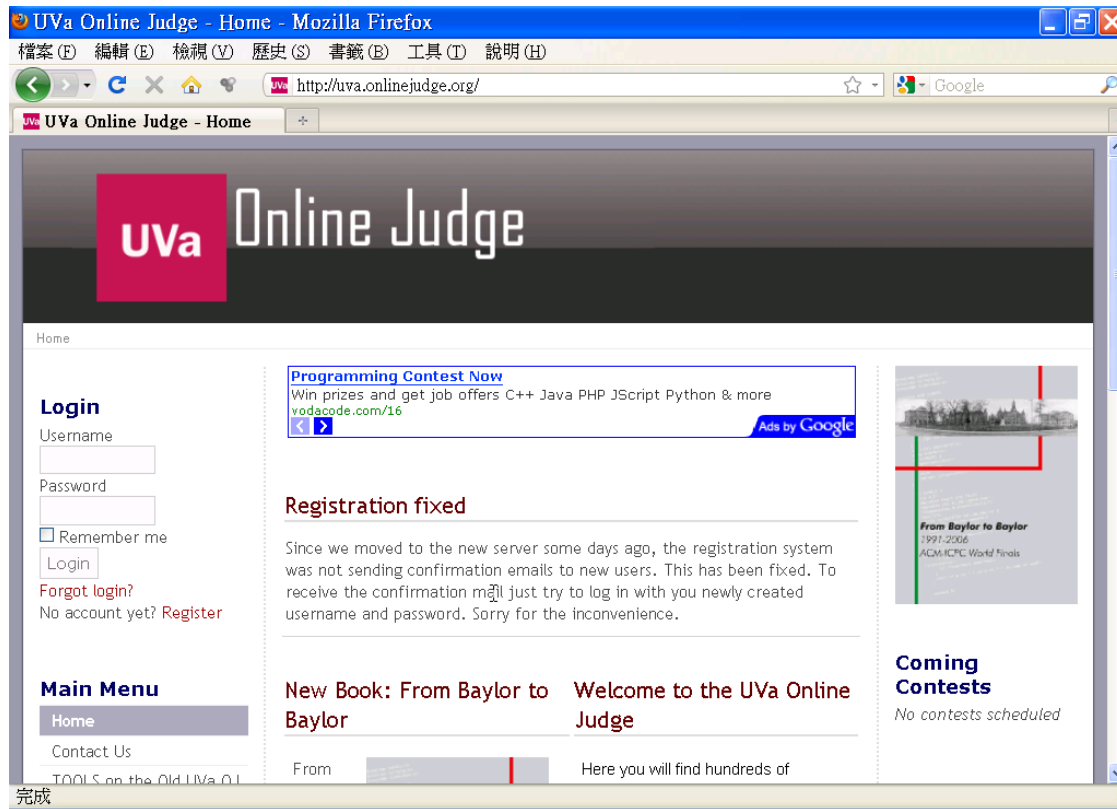 UVa Online Judge - Home - Mozilla Firefox
檔案(F) 編輯(E) 檢視(V) 歷史(S) 書籤(B) 工具(T) 說明(H)
UVa http://uva.onlinejudge.org/ Google
UVa UVa Online Judge - Home
UVa Online Judge
Home
Login
Username
Password
Remember me
Login
Forgot login?
No account yet? Register
Main Menu
Home
Contact Us
TOOLS on the Old UVa OJ
Programming Contest Now
Win prizes and get job offers C++ Java PHP JScript Python & more
vodacode.com/16
Ads by Google
Registration fixed
Since we moved to the new server some days ago, the registration system
was not sending confirmation emails to new users. This has been fixed. To
receive the confirmation mail just try to log in with you newly created
username and password. Sorry for the inconvenience.
New Book: From Baylor to
Baylor
From
Welcome to the UVa Online
Judge
Here you will find hundreds of
From Baylor to Baylor
1991-2006
ACM-ICPC World Finals
Coming
Contests
No contests scheduled
完成